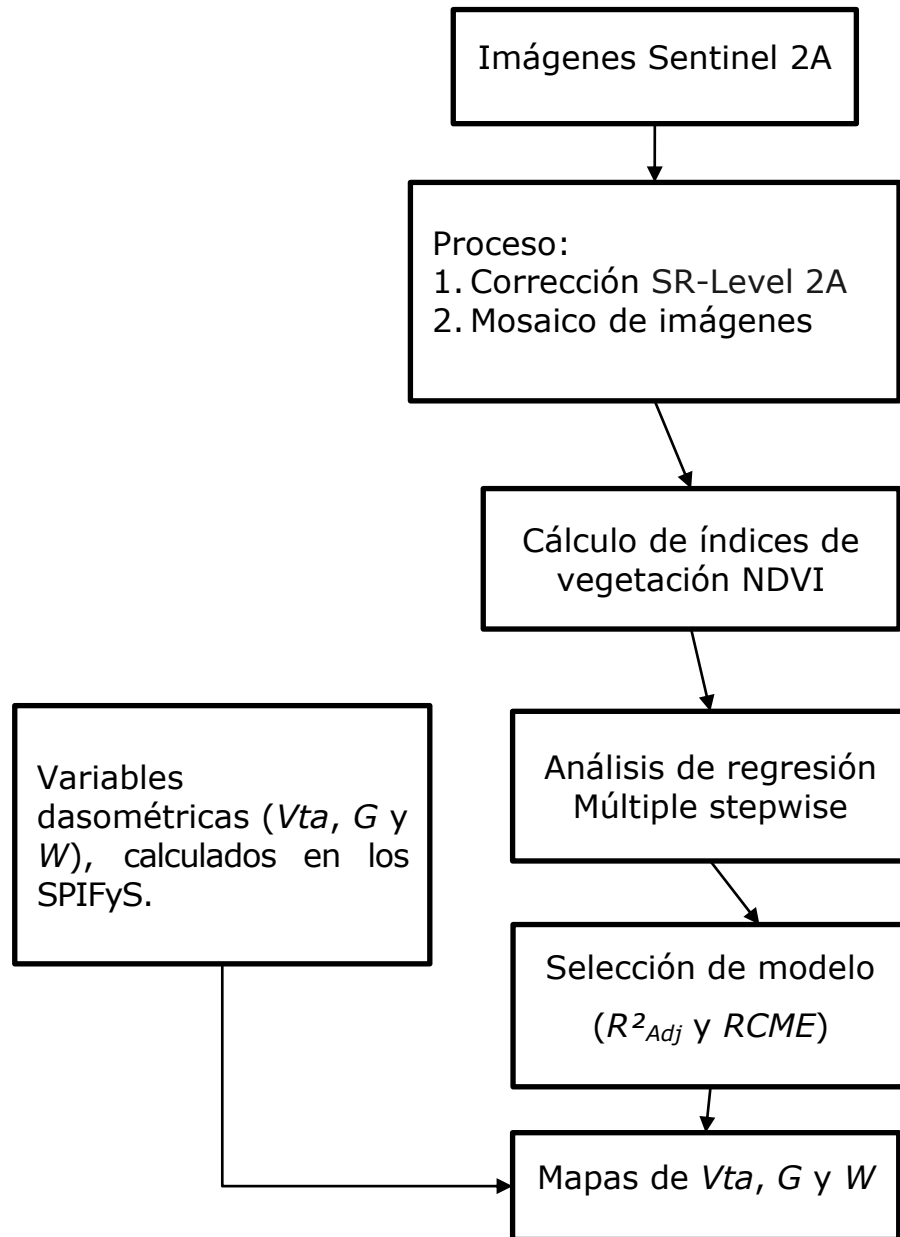 Imágenes Sentinel 2A
Proceso:
1. Corrección SR-Level 2A
2. Mosaico de imágenes
Cálculo de índices de
vegetación NDVI
Variables
dasométricas (Vta, G y
W), calculados en los
SPIFyS.
Análisis de regresión
Múltiple stepwise
Selección de modelo
(R²Adj y RCME)
Mapas de Vta, G y W